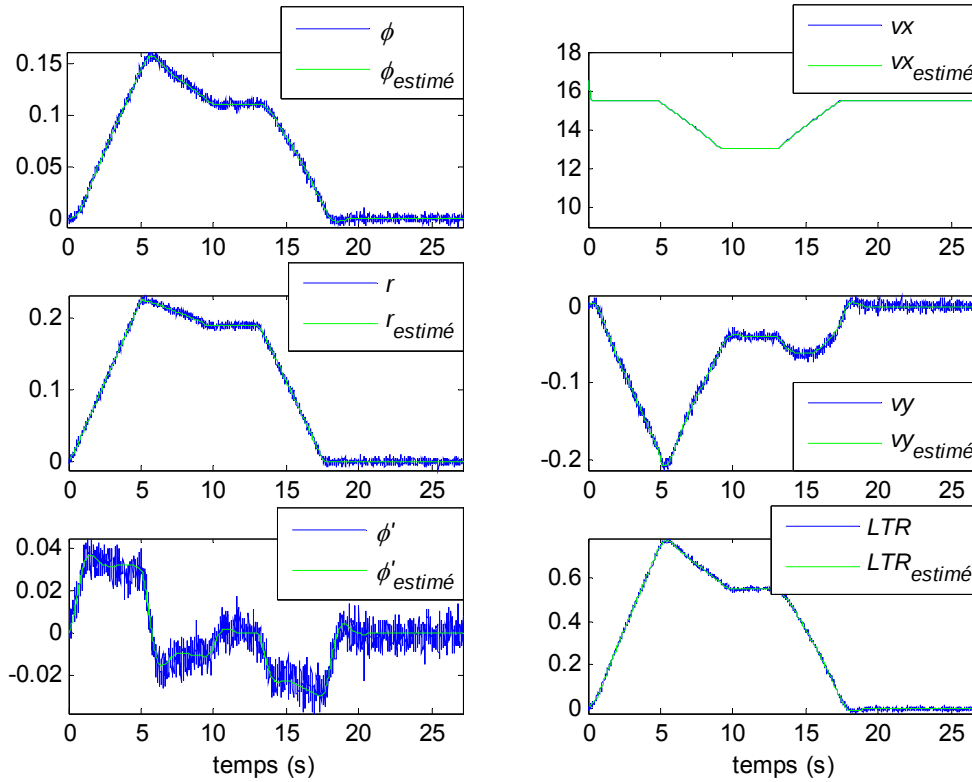 ϕ
ϕestimé
0.15
0.1
0.05
0
0 5 10 15 20 25
vx
vxestimé
18
16
14
12
10
0 5 10 15 20 25
r
restimé
0.2
0.1
0
0 5 10 15 20 25
0
-0.1
-0.2
vy
vyestimé
0 5 10 15 20 25
ϕ'
ϕ'estimé
0.04
0.02
0
-0.02
0 5 10 15 20 25
temps (s)
LTR
LTRestimé
0.6
0.4
0.2
0
0 5 10 15 20 25
temps (s)